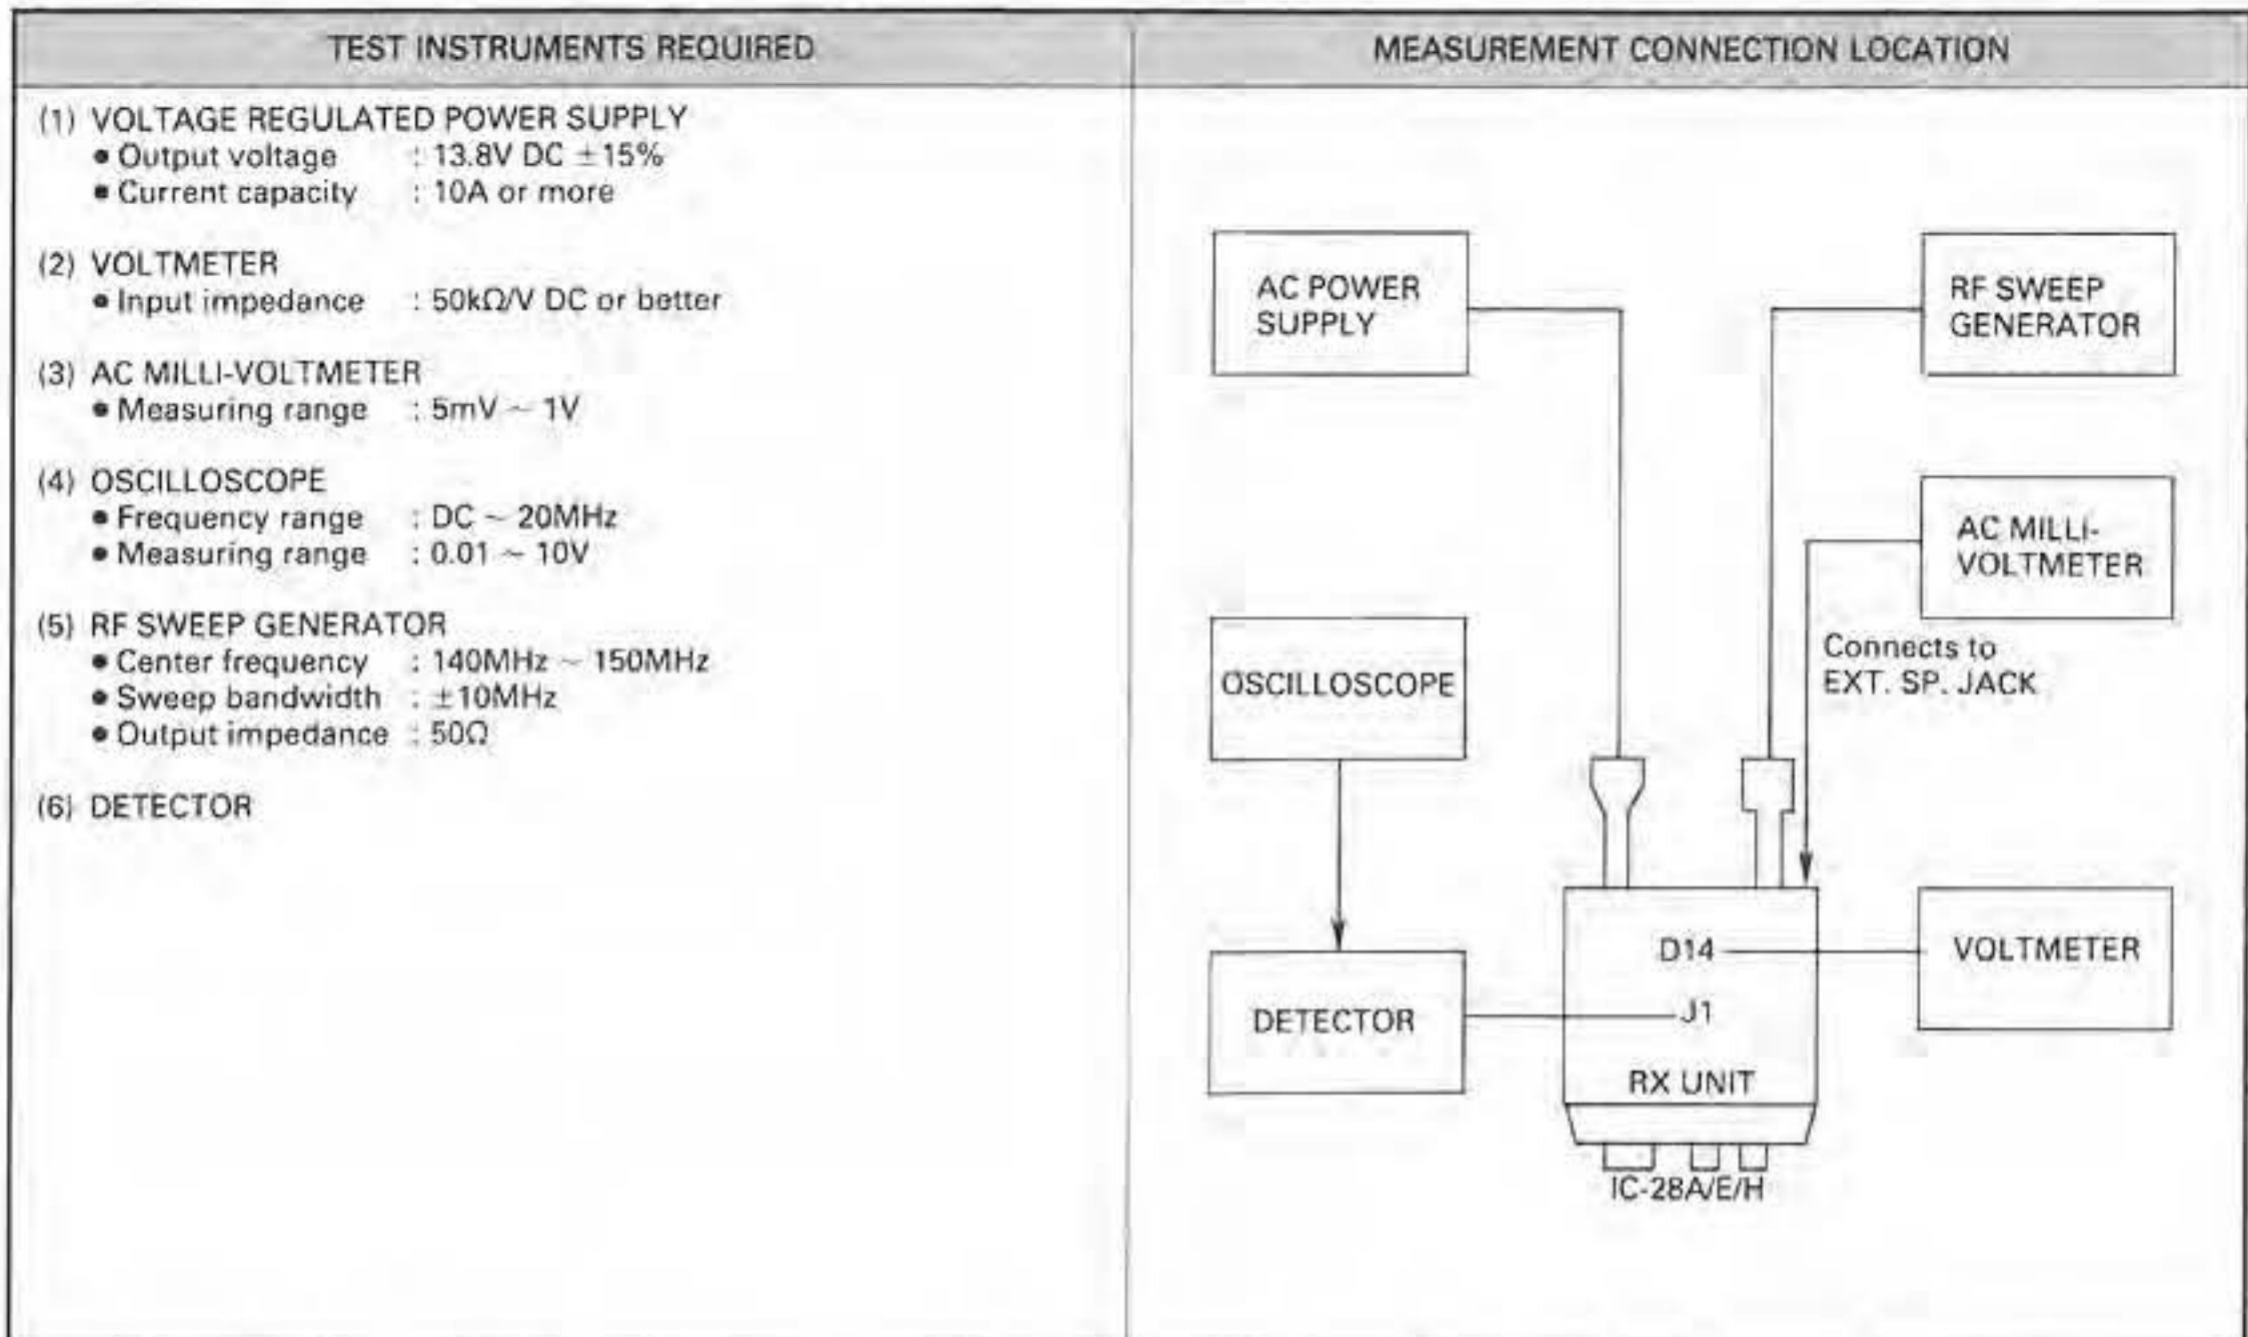 TEST INSTRUMENTS REQUIRED
(1) VOLTAGE REGULATED POWER SUPPLY
• Output voltage : 13.8V DC ±15%
• Current capacity : 10A or more
(2) VOLTMETER
• Input impedance : 50kΩ/V DC or better
(3) AC MILLI-VOLTMETER
• Measuring range : 5mV ~ 1V
(4) OSCILLOSCOPE
• Frequency range : DC ~ 20MHz
• Measuring range : 0.01 ~ 10V
(5) RF SWEEP GENERATOR
• Center frequency : 140MHz ~ 150MHz
• Sweep bandwidth : ±10MHz
• Output impedance : 50Ω
(6) DETECTOR
MEASUREMENT CONNECTION LOCATION
AC POWER
SUPPLY
RF SWEEP
GENERATOR
AC MILLI-
VOLTMETER
Connects to
EXT. SP. JACK
OSCILLOSCOPE
D14
VOLTMETER
DETECTOR
J1
RX UNIT
IC-28A/E/H